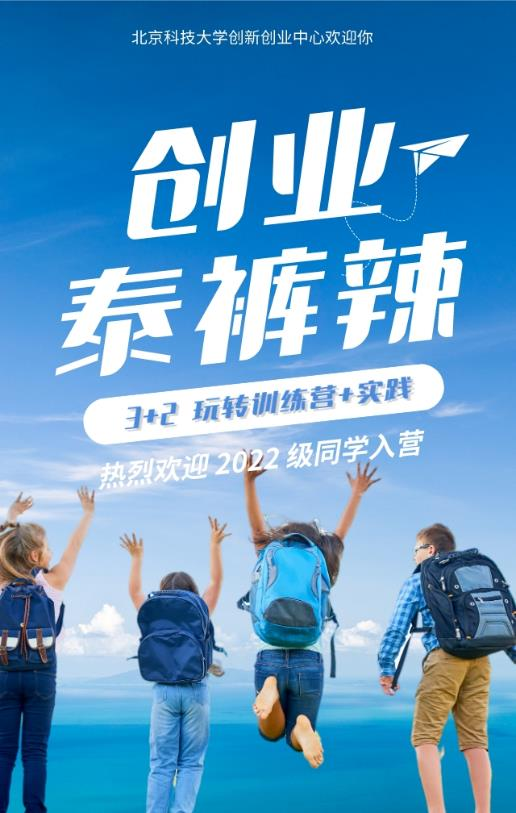 北京科技大学创新创业中心欢迎你
创业
泰裤辣
3+2 玩转训练营+实践
热烈欢迎 2022 级同学入营